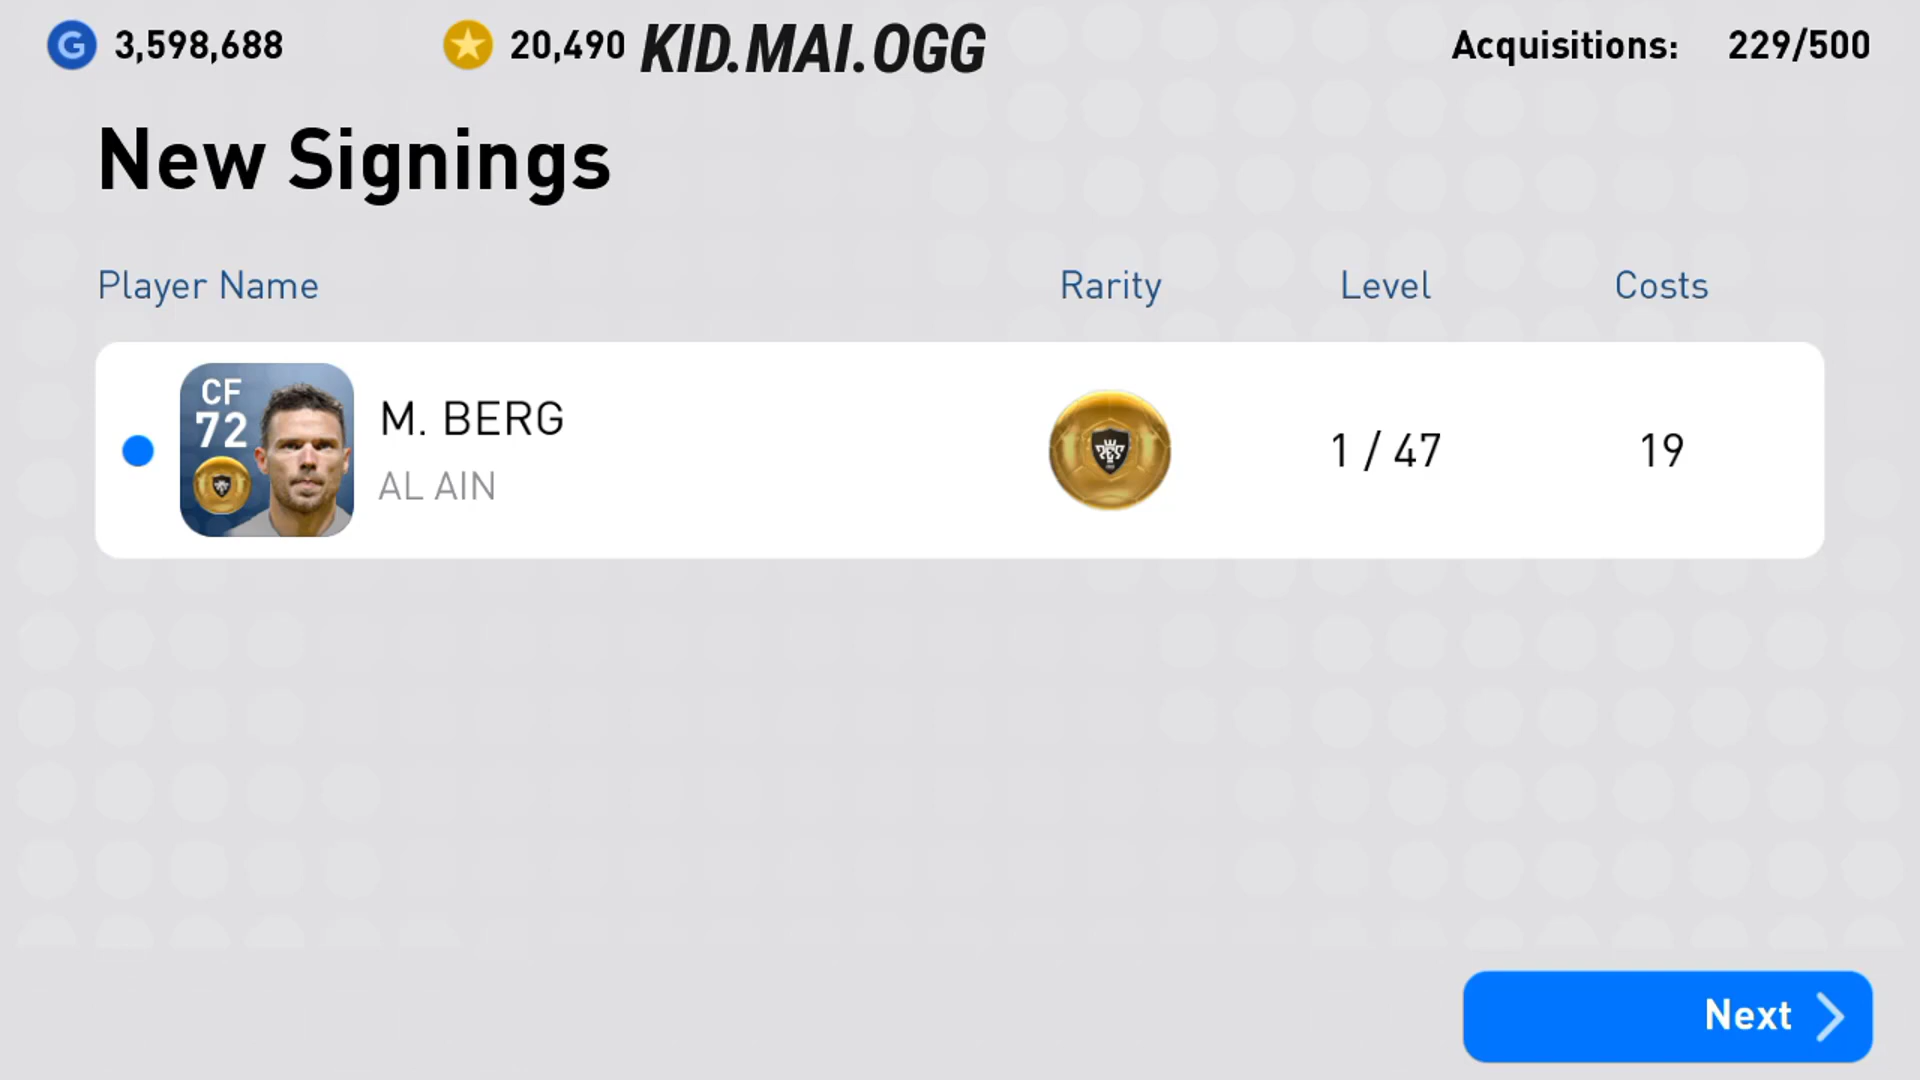 3,598,688 20,490 KID.MAI.OGG Acquisitions: 229/500
New Signings
Player Name Rarity Level Costs
CF
72
M. BERG
AL AIN
1 / 47
19
Next